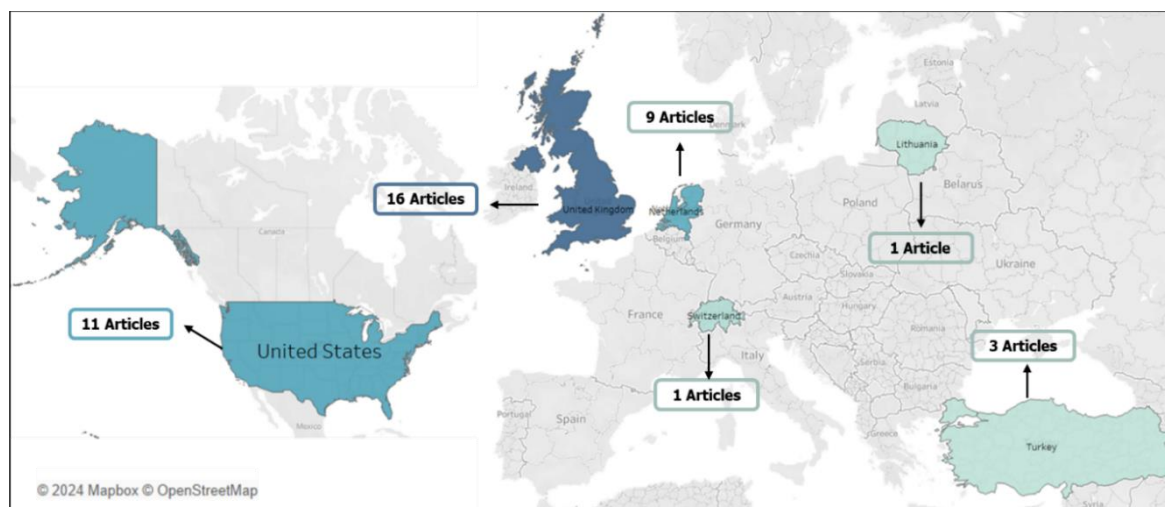 11 Articles
United States
Canada
Mexico
© 2024 Mapbox © OpenStreetMap
16 Articles
9 Articles
Ireland
United Kingdom
Netherlands
Belgium
Denmark
Estonia
Latvia
Lithuania
Belarus
1 Article
Poland
Germany
Czechia
Slovakia
Ukraine
Austria
Hungary
France
Switzerland
Romania
Italy
Serbia
3 Articles
1 Articles
Bulgaria
Portugal
Spain
Greece
Turkey
Syria